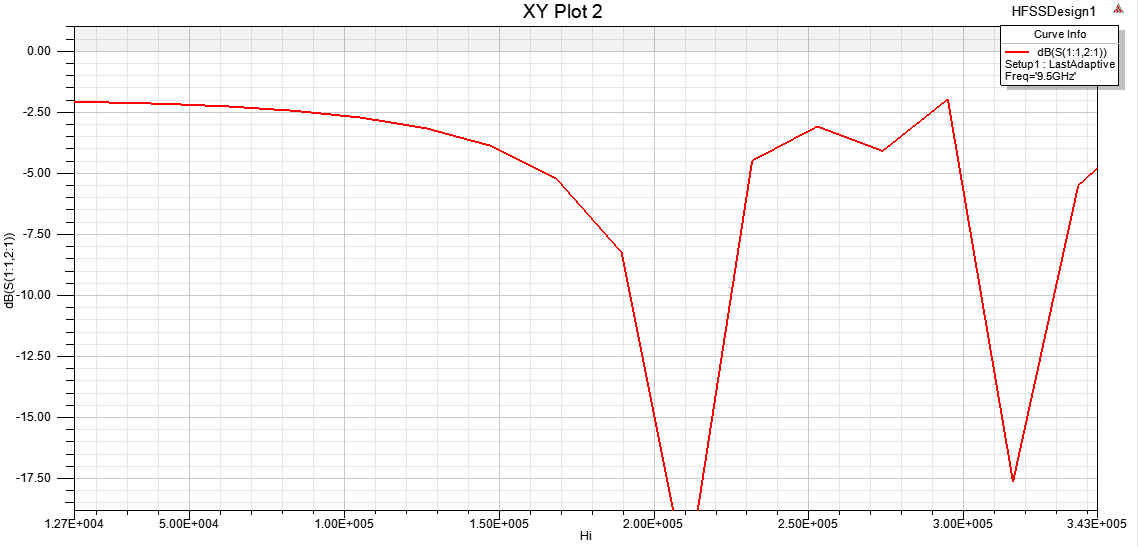 XY Plot 2
HFSSDesign1
Curve Info
dB(S(1:1,2:1))
Setup1 : LastAdaptive
Freq='9.5GHz'
0.00
-2.50
-5.00
-7.50
-10.00
-12.50
-15.00
-17.50
dB(S(1:1,2:1))
1.27E+004 5.00E+004 1.00E+005 1.50E+005 2.00E+005 2.50E+005 3.00E+005 3.43E+005
Hi